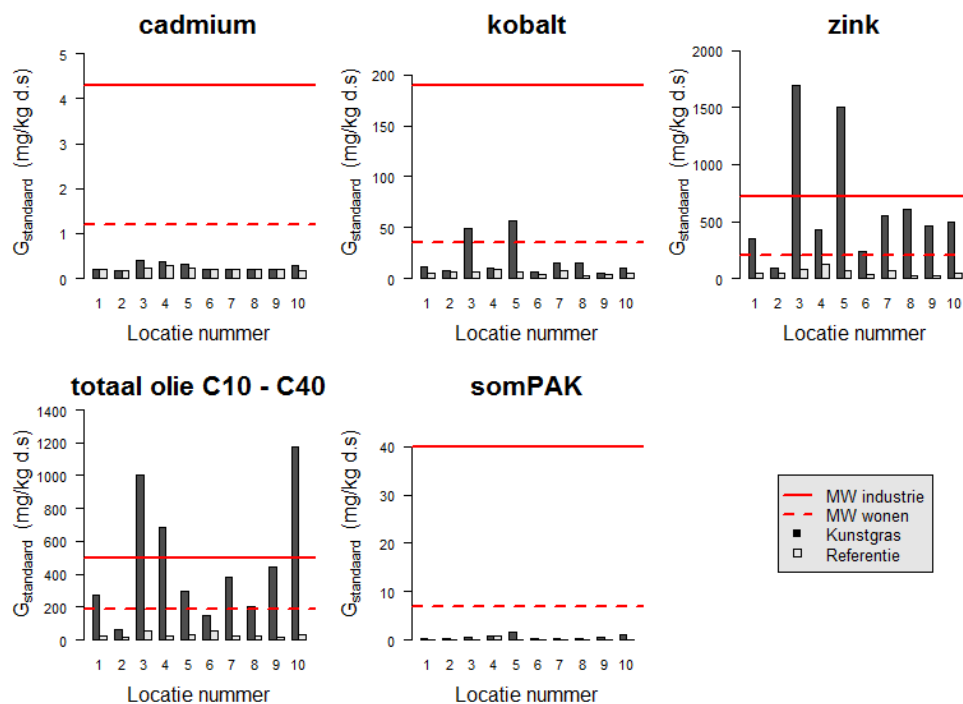 cadmium
G standaard (mg/kg d.s)
5
4
3
2
1
0
1 2 3 4 5 6 7 8 9 10
Locatie nummer
kobalt
G standaard (mg/kg d.s)
200
150
100
50
0
1 2 3 4 5 6 7 8 9 10
Locatie nummer
zink
G standaard (mg/kg d.s)
2000
1500
1000
500
0
1 2 3 4 5 6 7 8 9 10
Locatie nummer
totaal olie C10 - C40
G standaard (mg/kg d.s)
1400
1200
1000
800
600
400
200
0
1 2 3 4 5 6 7 8 9 10
Locatie nummer
somPAK
G standaard (mg/kg d.s)
40
30
20
10
0
1 2 3 4 5 6 7 8 9 10
Locatie nummer
MW industrie
MW wonen
Kunstgras
Referentie